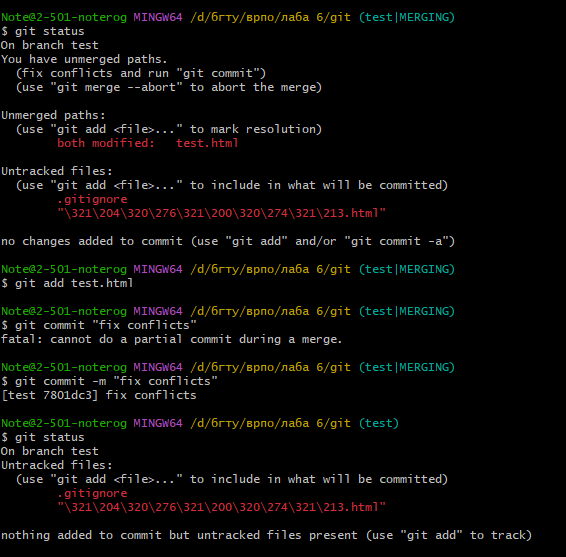 Note@2-501-noterog MINGW64 /d/бгту/врпо/лаба 6/git (test|MERGING)
$ git status
On branch test
You have unmerged paths.
  (fix conflicts and run "git commit")
  (use "git merge --abort" to abort the merge)

Unmerged paths:
  (use "git add <file>..." to mark resolution)
        both modified:   test.html

Untracked files:
  (use "git add <file>..." to include in what will be committed)
        .gitignore
        "\321\204\320\276\321\200\320\274\321\213.html"

no changes added to commit (use "git add" and/or "git commit -a")

Note@2-501-noterog MINGW64 /d/бгту/врпо/лаба 6/git (test|MERGING)
$ git add test.html

Note@2-501-noterog MINGW64 /d/бгту/врпо/лаба 6/git (test|MERGING)
$ git commit "fix conflicts"
fatal: cannot do a partial commit during a merge.

Note@2-501-noterog MINGW64 /d/бгту/врпо/лаба 6/git (test|MERGING)
$ git commit -m "fix conflicts"
[test 7801dc3] fix conflicts

Note@2-501-noterog MINGW64 /d/бгту/врпо/лаба 6/git (test)
$ git status
On branch test
Untracked files:
  (use "git add <file>..." to include in what will be committed)
        .gitignore
        "\321\204\320\276\321\200\320\274\321\213.html"

nothing added to commit but untracked files present (use "git add" to track)